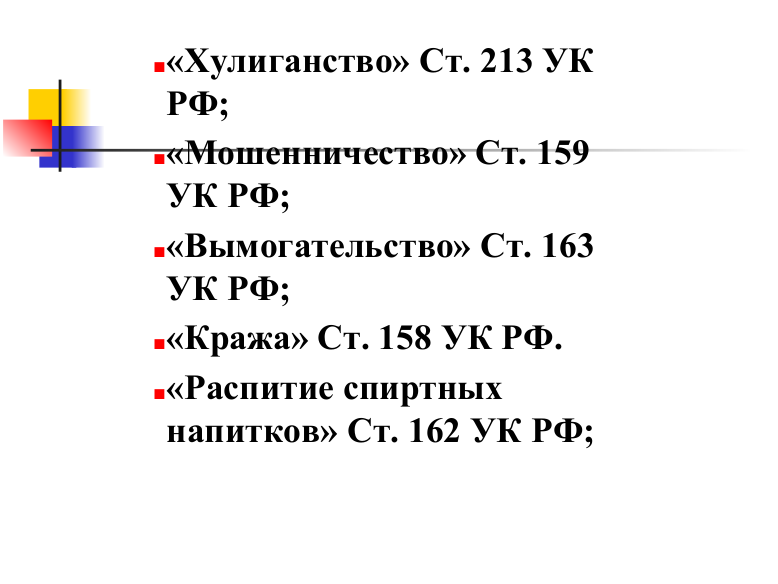 «Хулиганство» Ст. 213 УК
РФ;
«Мошенничество» Ст. 159
УК РФ;
«Вымогательство» Ст. 163
УК РФ;
«Кража» Ст. 158 УК РФ.
«Распитие спиртных
напитков» Ст. 162 УК РФ;